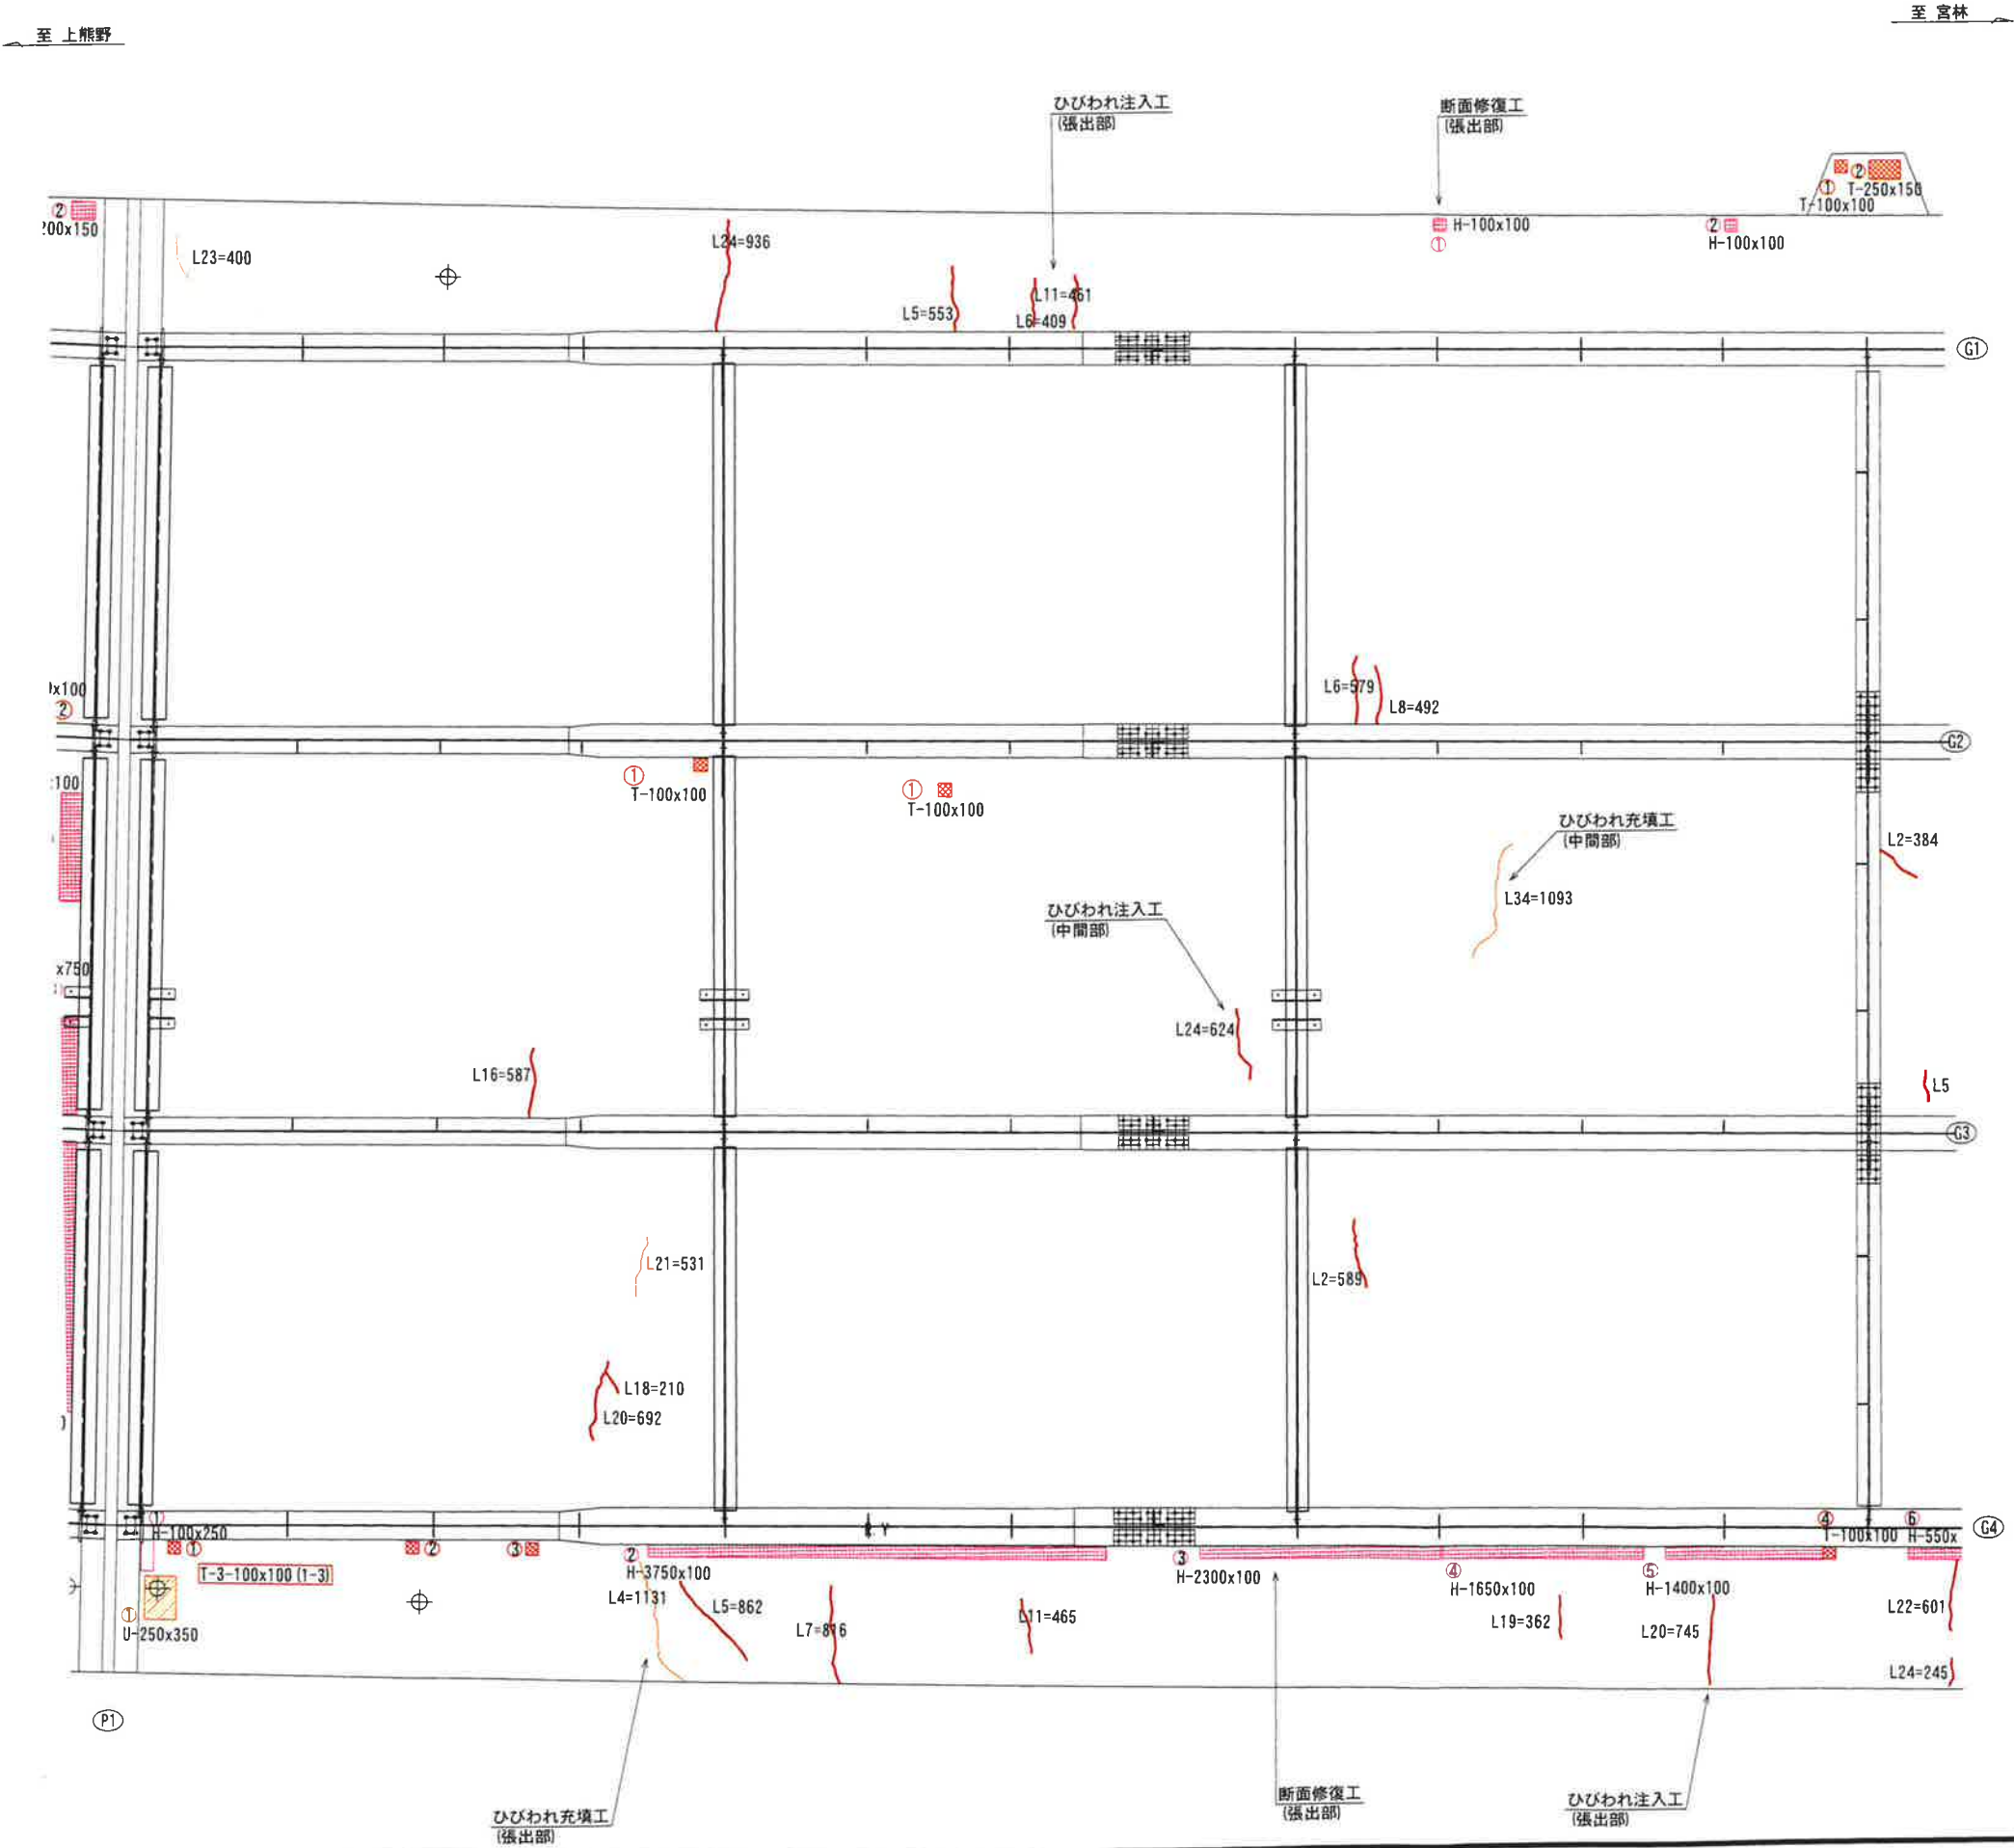 至 上熊野
至 宮林
ひびわれ注入工
(張出部)
断面修復工
(張出部)
②
00x150
L23=400
L24=936
L5=553
L11=461
L6=409
① ②
T-250x150
T-100x100
H-100x100
①
②
H-100x100
G1
x100
②
L6=579
L8=492
G2
100
①
T-100x100
①
T-100x100
ひびわれ充填工
(中間部)
L34=1093
L2=384
ひびわれ注入工
(中間部)
x750
L24=624
L16=587
L5
G3
L21=531
L2=589
L18=210
L20=692
①
H-100x250
①
②
③
T-3-100x100 (1-3)
②
H-3750x100
③
H-2300x100
④
H-1650x100
⑤
H-1400x100
④
T-100x100
⑥
H-550x
G4
①
U-250x350
L4=1131
L5=862
L7=816
L11=465
L19=362
L20=745
L22=601
L24=245
P1
ひびわれ充填工
(張出部)
断面修復工
(張出部)
ひびわれ注入工
(張出部)